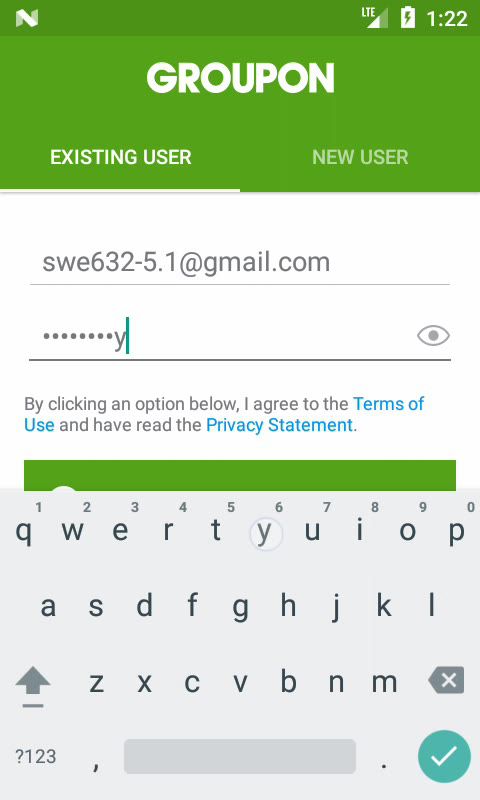 LTE 1:22
GROUPON
EXISTING USER NEW USER
swe632-5.1@gmail.com
••••••••y
By clicking an option below, I agree to the Terms of
Use and have read the Privacy Statement.
1 2 3 4 5 6 7 8 9 0
q w e r t y u i o p
a s d f g h j k l
z x c v b n m
?123 , .